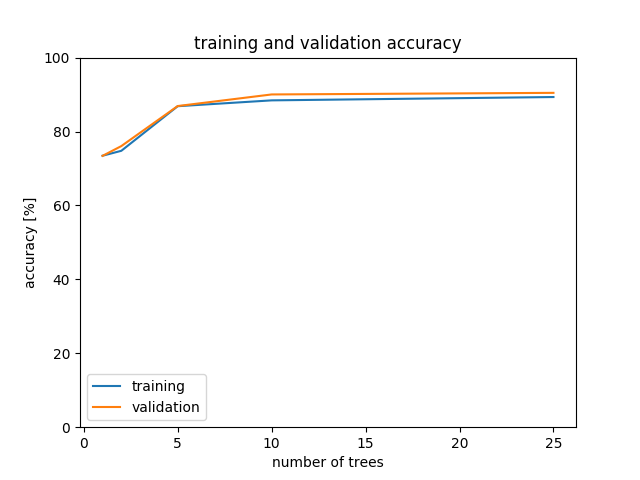 training and validation accuracy
100
80
60
40
20
0
accuracy [%]
training
validation
0 5 10 15 20 25
number of trees